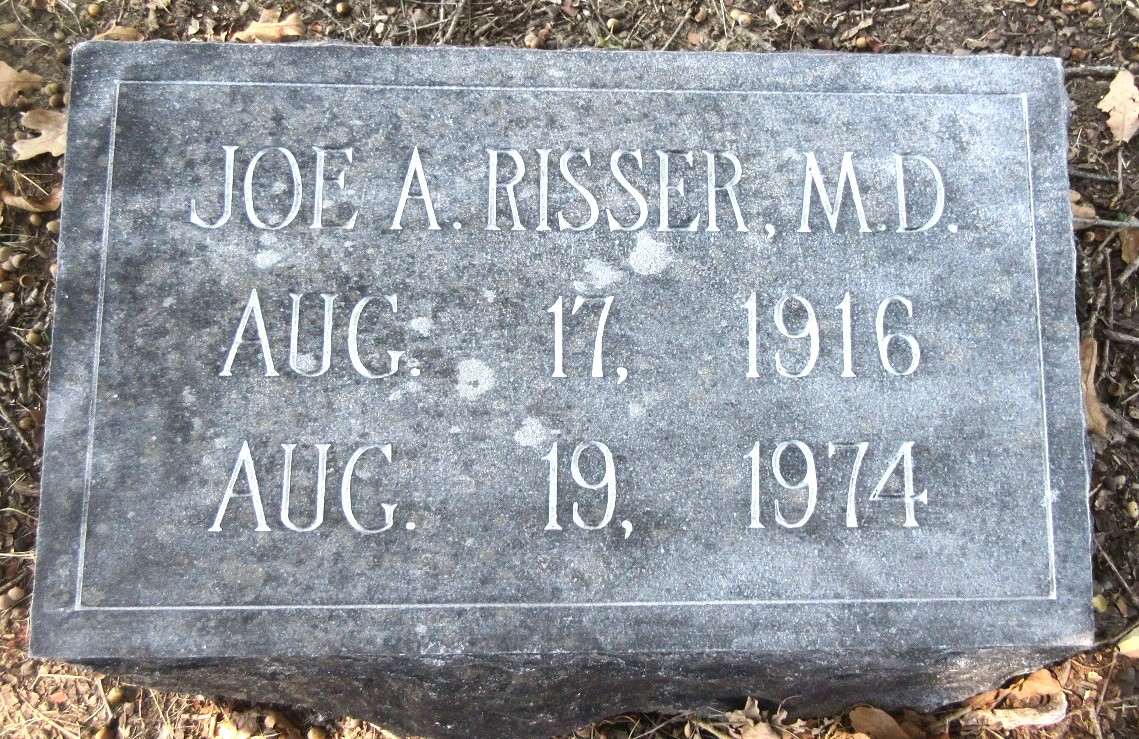 JOE A. RISSER, M.D.
AUG. 17, 1916
AUG. 19, 1974